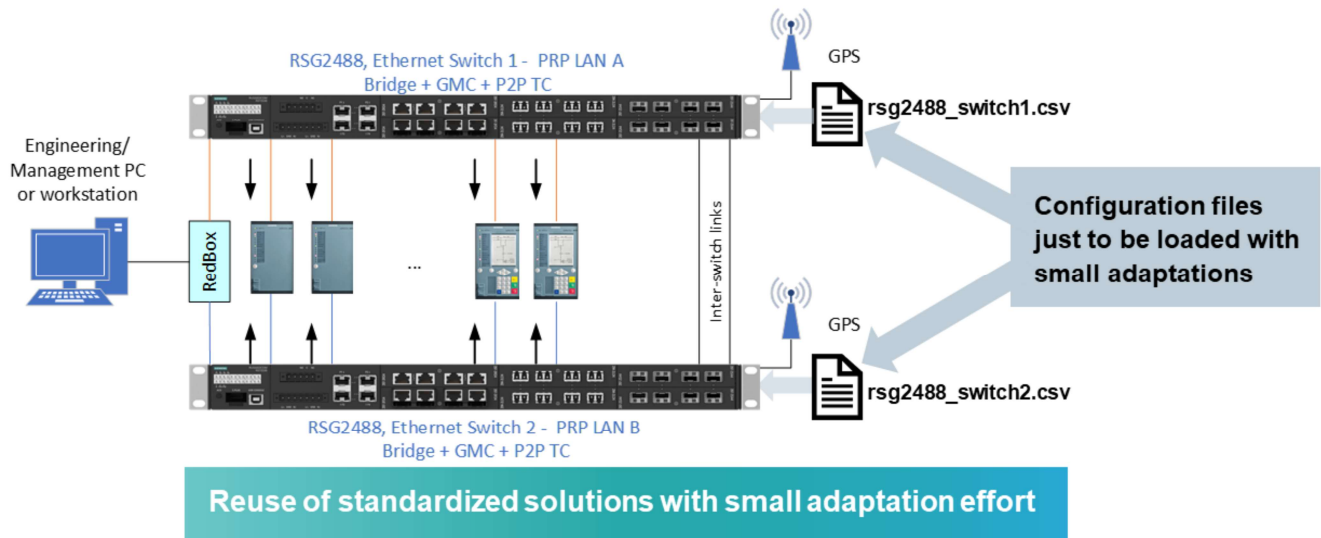 RSG2488, Ethernet Switch 1 - PRP LAN A
Bridge + GMC + P2P TC
GPS
rsg2488_switch1.csv
Engineering/
Management PC
or workstation
RedBox
...
Inter-switch links
Configuration files
just to be loaded with
small adaptations
GPS
rsg2488_switch2.csv
RSG2488, Ethernet Switch 2 - PRP LAN B
Bridge + GMC + P2P TC
Reuse of standardized solutions with small adaptation effort